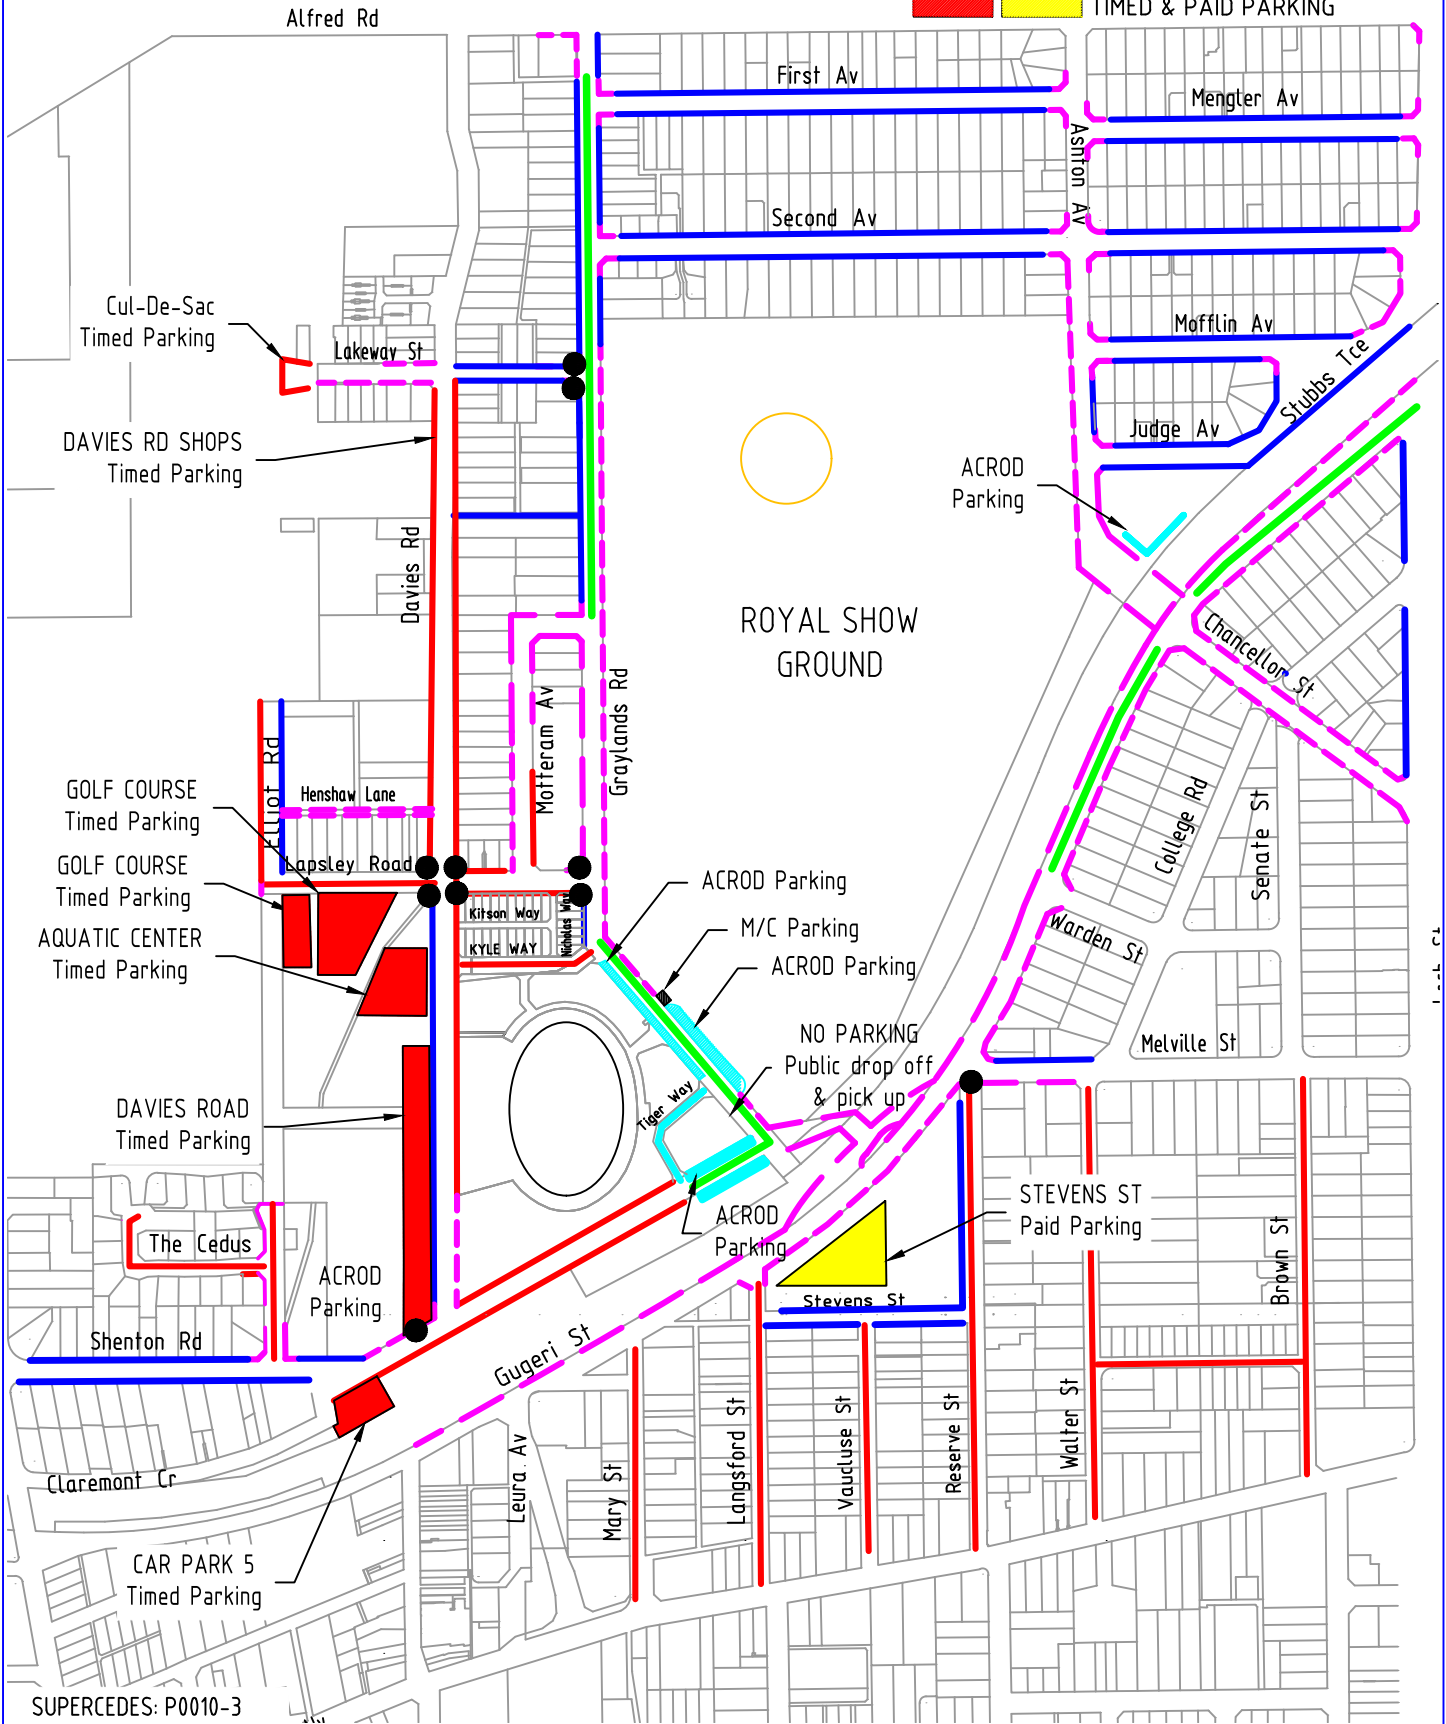 TIMED & PAID PARKING
Alfred Rd
First Av
Mengler Av
Ashton Av
Second Av
Cul-De-Sac
Timed Parking
Lakeway St
Mofflin Av
Stubbs Tce
Judge Av
DAVIES RD SHOPS
Timed Parking
ACROD
Parking
Davies Rd
ROYAL SHOW
GROUND
Chancellor St
Graylands Rd
Motteram Av
Elliot Rd
GOLF COURSE
Timed Parking
Henshaw Lane
College Rd
Senate St
Lapsley Road
GOLF COURSE
Timed Parking
ACROD Parking
Kitson Way
Nicholas Way
KYLE WAY
M/C Parking
Warden St
AQUATIC CENTER
Timed Parking
ACROD Parking
NO PARKING
Public drop off
& pick up
Melville St
Tiger Way
DAVIES ROAD
Timed Parking
STEVENS ST
Paid Parking
ACROD
Parking
The Cedus
Brown St
ACROD
Parking
Stevens St
Shenton Rd
Gugeri St
Claremont Cr
Leura Av
Mary St
Langsford St
Vaucluse St
Reserve St
Walter St
CAR PARK 5
Timed Parking
SUPERCEDES: P0010-3